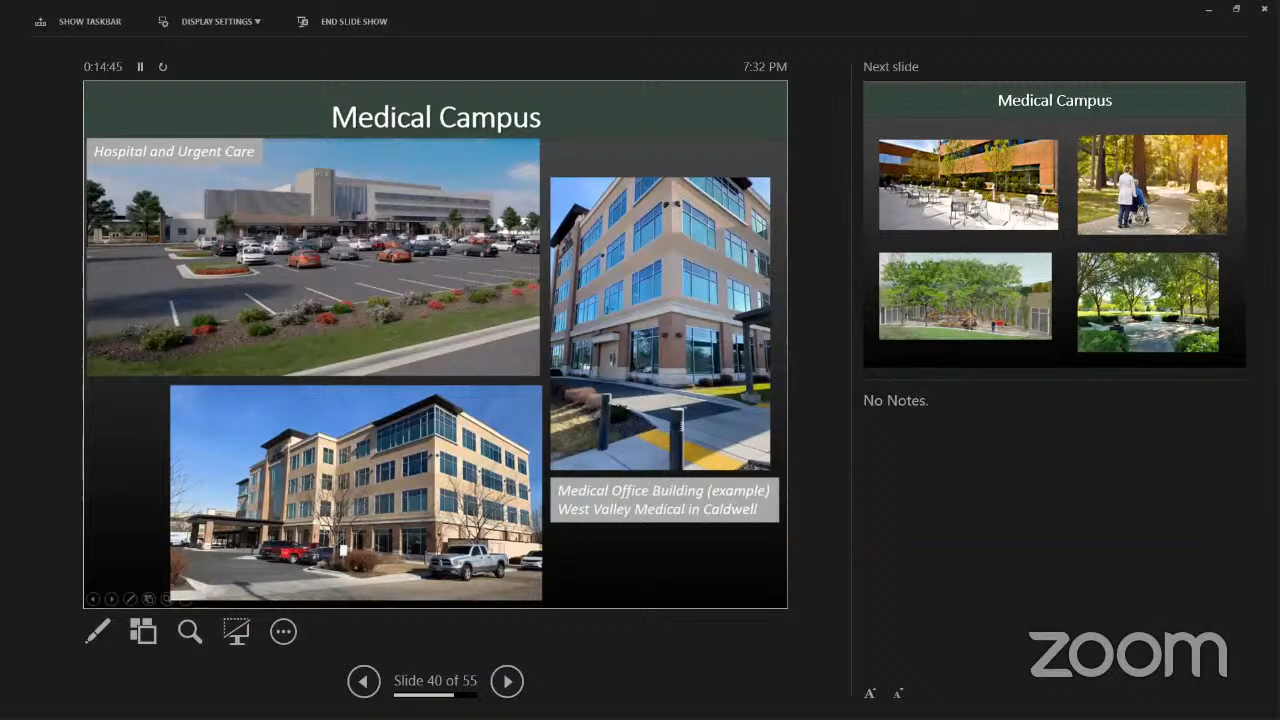 SHOW TASKBAR
DISPLAY SETTINGS ▼
END SLIDE SHOW
0:14:45
7:32 PM
Next slide
Medical Campus
Hospital and Urgent Care
Medical Office Building (example)
West Valley Medical in Caldwell
Medical Campus
No Notes.
Slide 40 of 55
A A
zoom